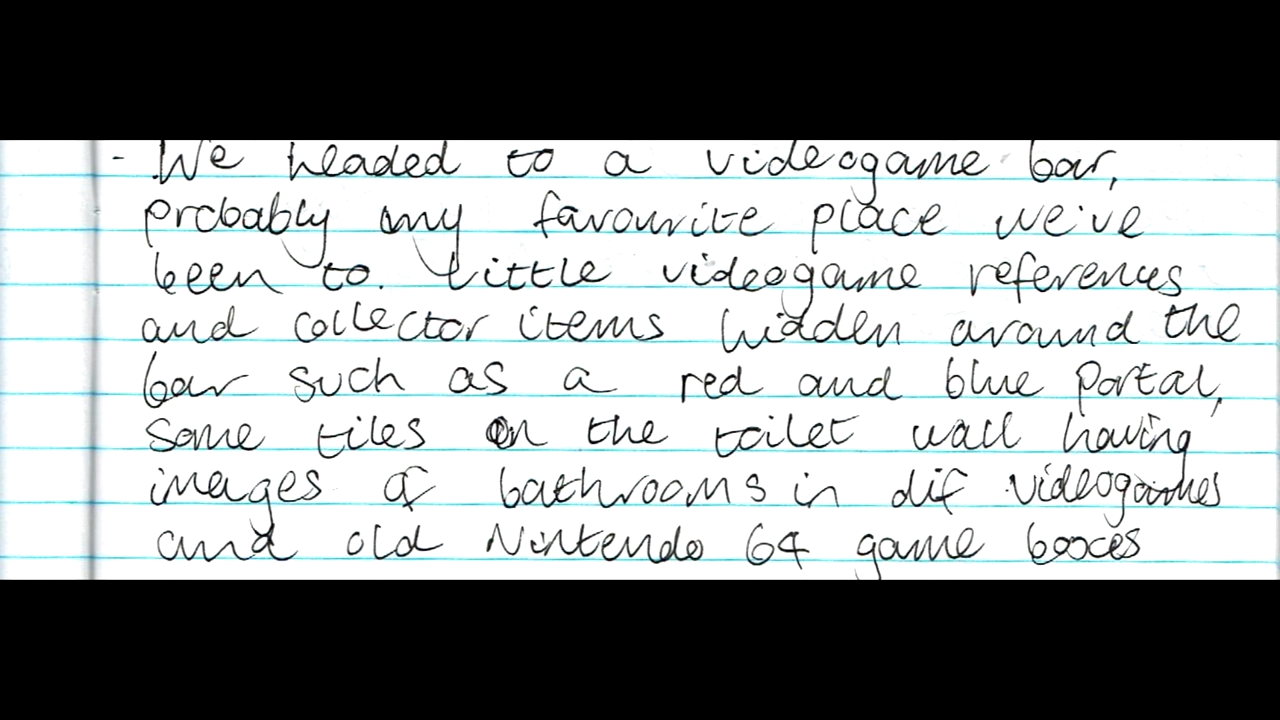 - We headed to a videogame bar,
probably my favourite place we've
been to. Little videogame references
and collector items hidden around the
bar such as a red and blue portal,
some tiles on the toilet wall having
images of bathrooms in dif videogames
and old Nintendo 64 game boxes